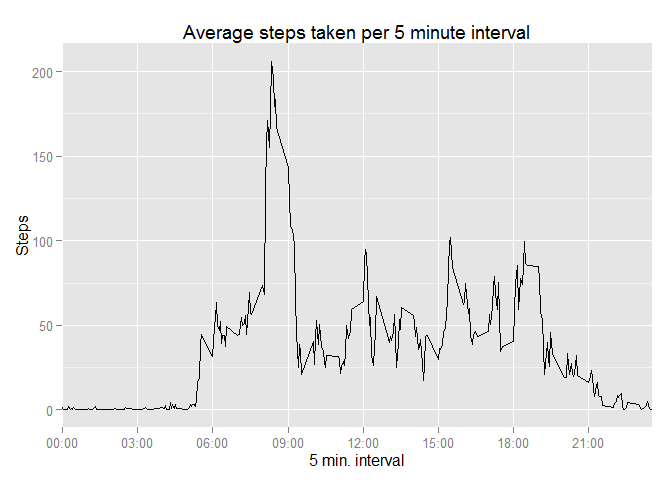 Average steps taken per 5 minute interval
Steps
200
150
100
50
0
00:00 03:00 06:00 09:00 12:00 15:00 18:00 21:00
5 min. interval